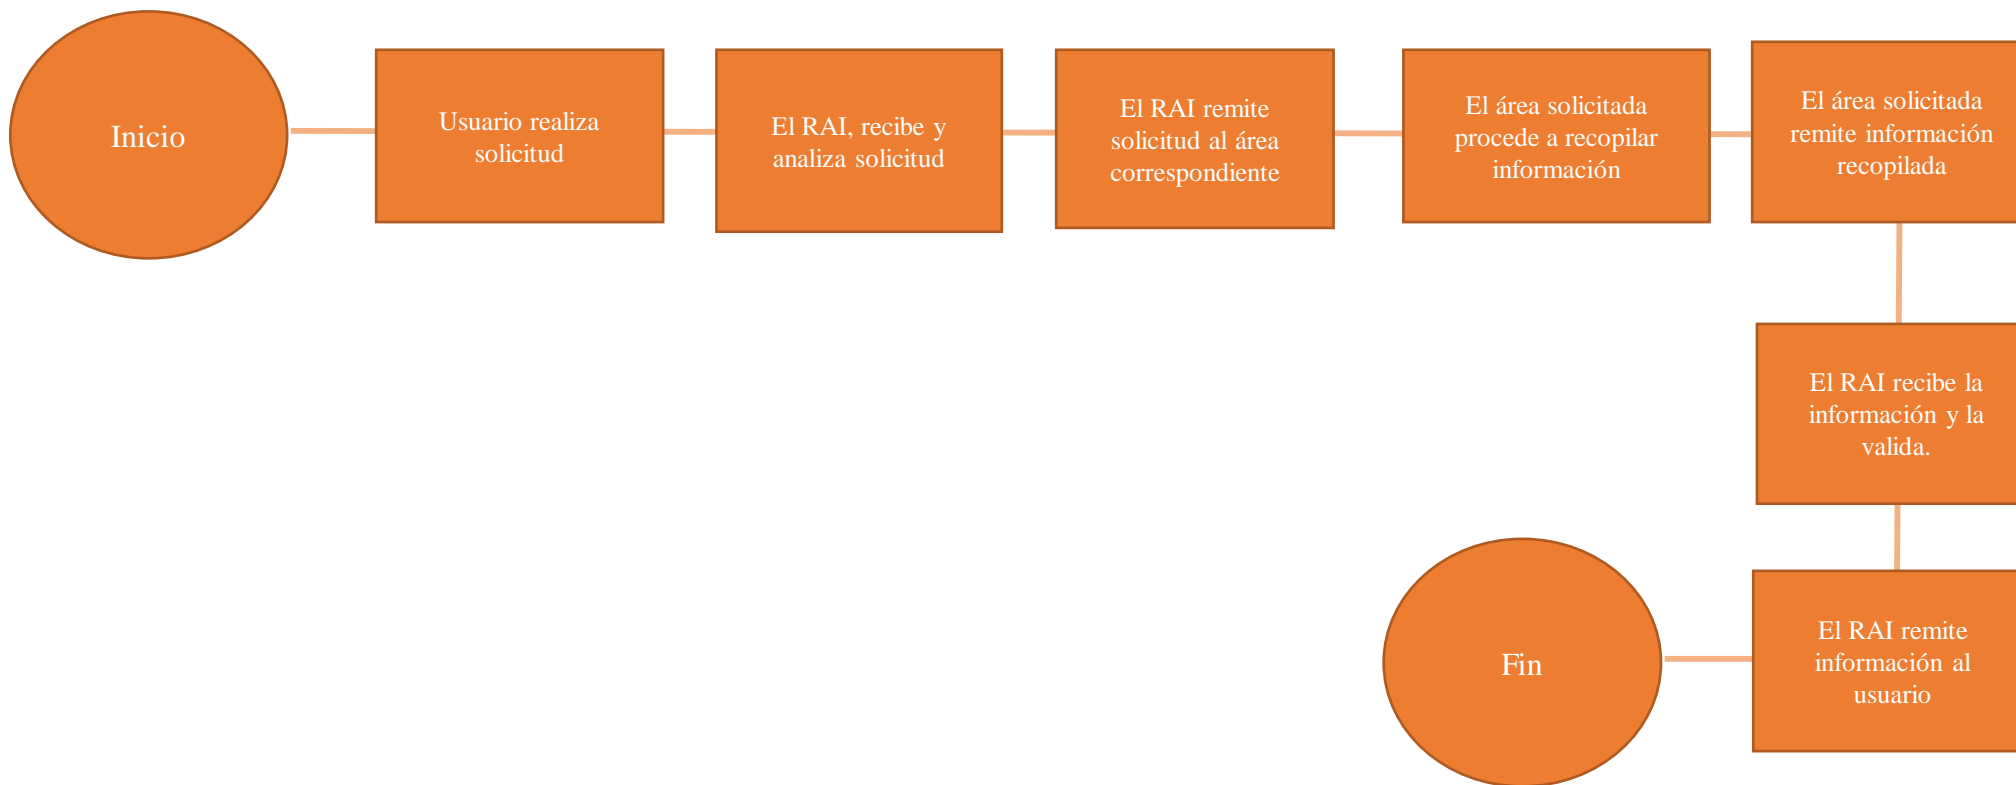 Inicio
Usuario realiza
solicitud
El RAI, recibe y
analiza solicitud
El RAI remite
solicitud al área
correspondiente
El área solicitada
procede a recopilar
información
El área solicitada
remite información
recopilada
El RAI recibe la
información y la
valida.
El RAI remite
información al
usuario
Fin